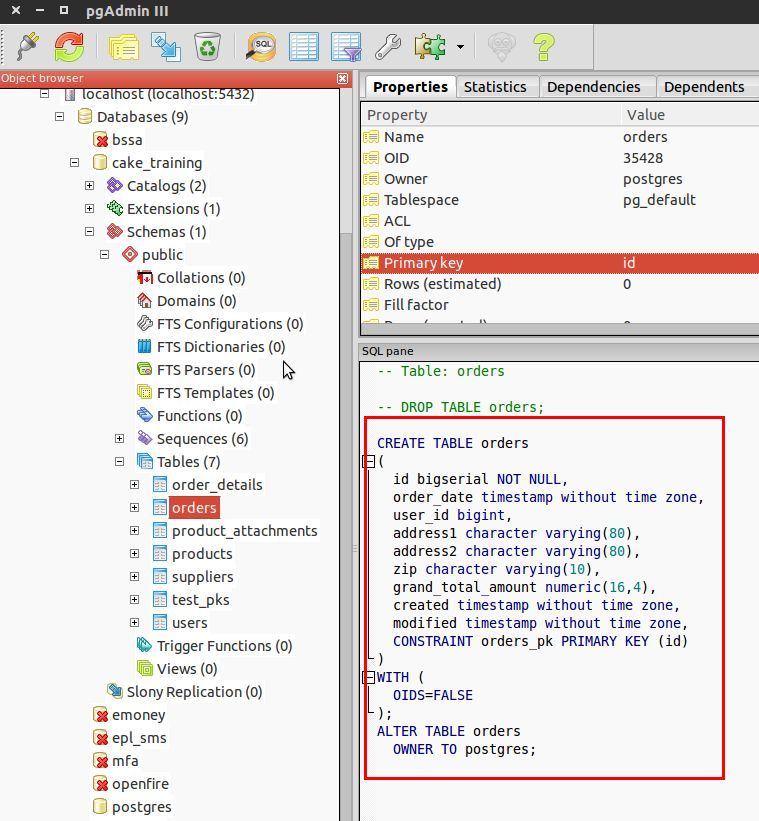 pgAdmin III
SQL
Object browser
localhost (localhost:5432)
Databases (9)
bssa
cake_training
Catalogs (2)
Extensions (1)
Schemas (1)
public
Collations (0)
Domains (0)
FTS Configurations (0)
FTS Dictionaries (0)
FTS Parsers (0)
FTS Templates (0)
Functions (0)
Sequences (6)
Tables (7)
order_details
orders
product_attachments
products
suppliers
test_pks
users
Trigger Functions (0)
Views (0)
Slony Replication (0)
emoney
epl_sms
mfa
openfire
postgres
Properties Statistics Dependencies Dependents
Property Value
Name orders
OID 35428
Owner postgres
Tablespace pg_default
ACL
Of type
Primary key id
Rows (estimated) 0
Fill factor
SQL pane
-- Table: orders
-- DROP TABLE orders;
CREATE TABLE orders
(
id bigserial NOT NULL,
order_date timestamp without time zone,
user_id bigint,
address1 character varying(80),
address2 character varying(80),
zip character varying(10),
grand_total_amount numeric(16,4),
created timestamp without time zone,
modified timestamp without time zone,
CONSTRAINT orders_pk PRIMARY KEY (id)
)
WITH (
OIDS=FALSE
);
ALTER TABLE orders
OWNER TO postgres;